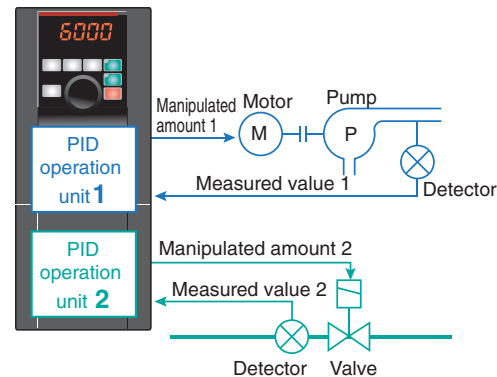 6000
Manipulated
amount 1
Motor
Pump
M
P
PID
operation
unit 1
Measured value 1
Detector
PID
operation
unit 2
Manipulated amount 2
Measured value 2
Detector
Valve